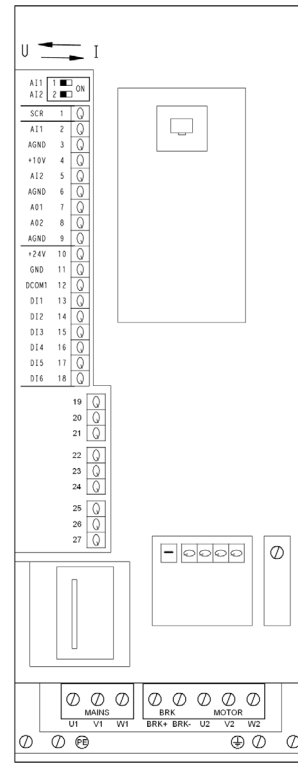 U I
AI1 1 ON
AI2 2
SCR 1
AI1 2
AGND 3
+10V 4
AI2 5
AGND 6
AO1 7
AO2 8
AGND 9
+24V 10
GND 11
DCOM1 12
DI1 13
DI2 14
DI3 15
DI4 16
DI5 17
DI6 18
19
20
21
22
23
24
25
26
27
MAINS BRK MOTOR
U1 V1 W1 BRK+ BRK- U2 V2 W2
PE